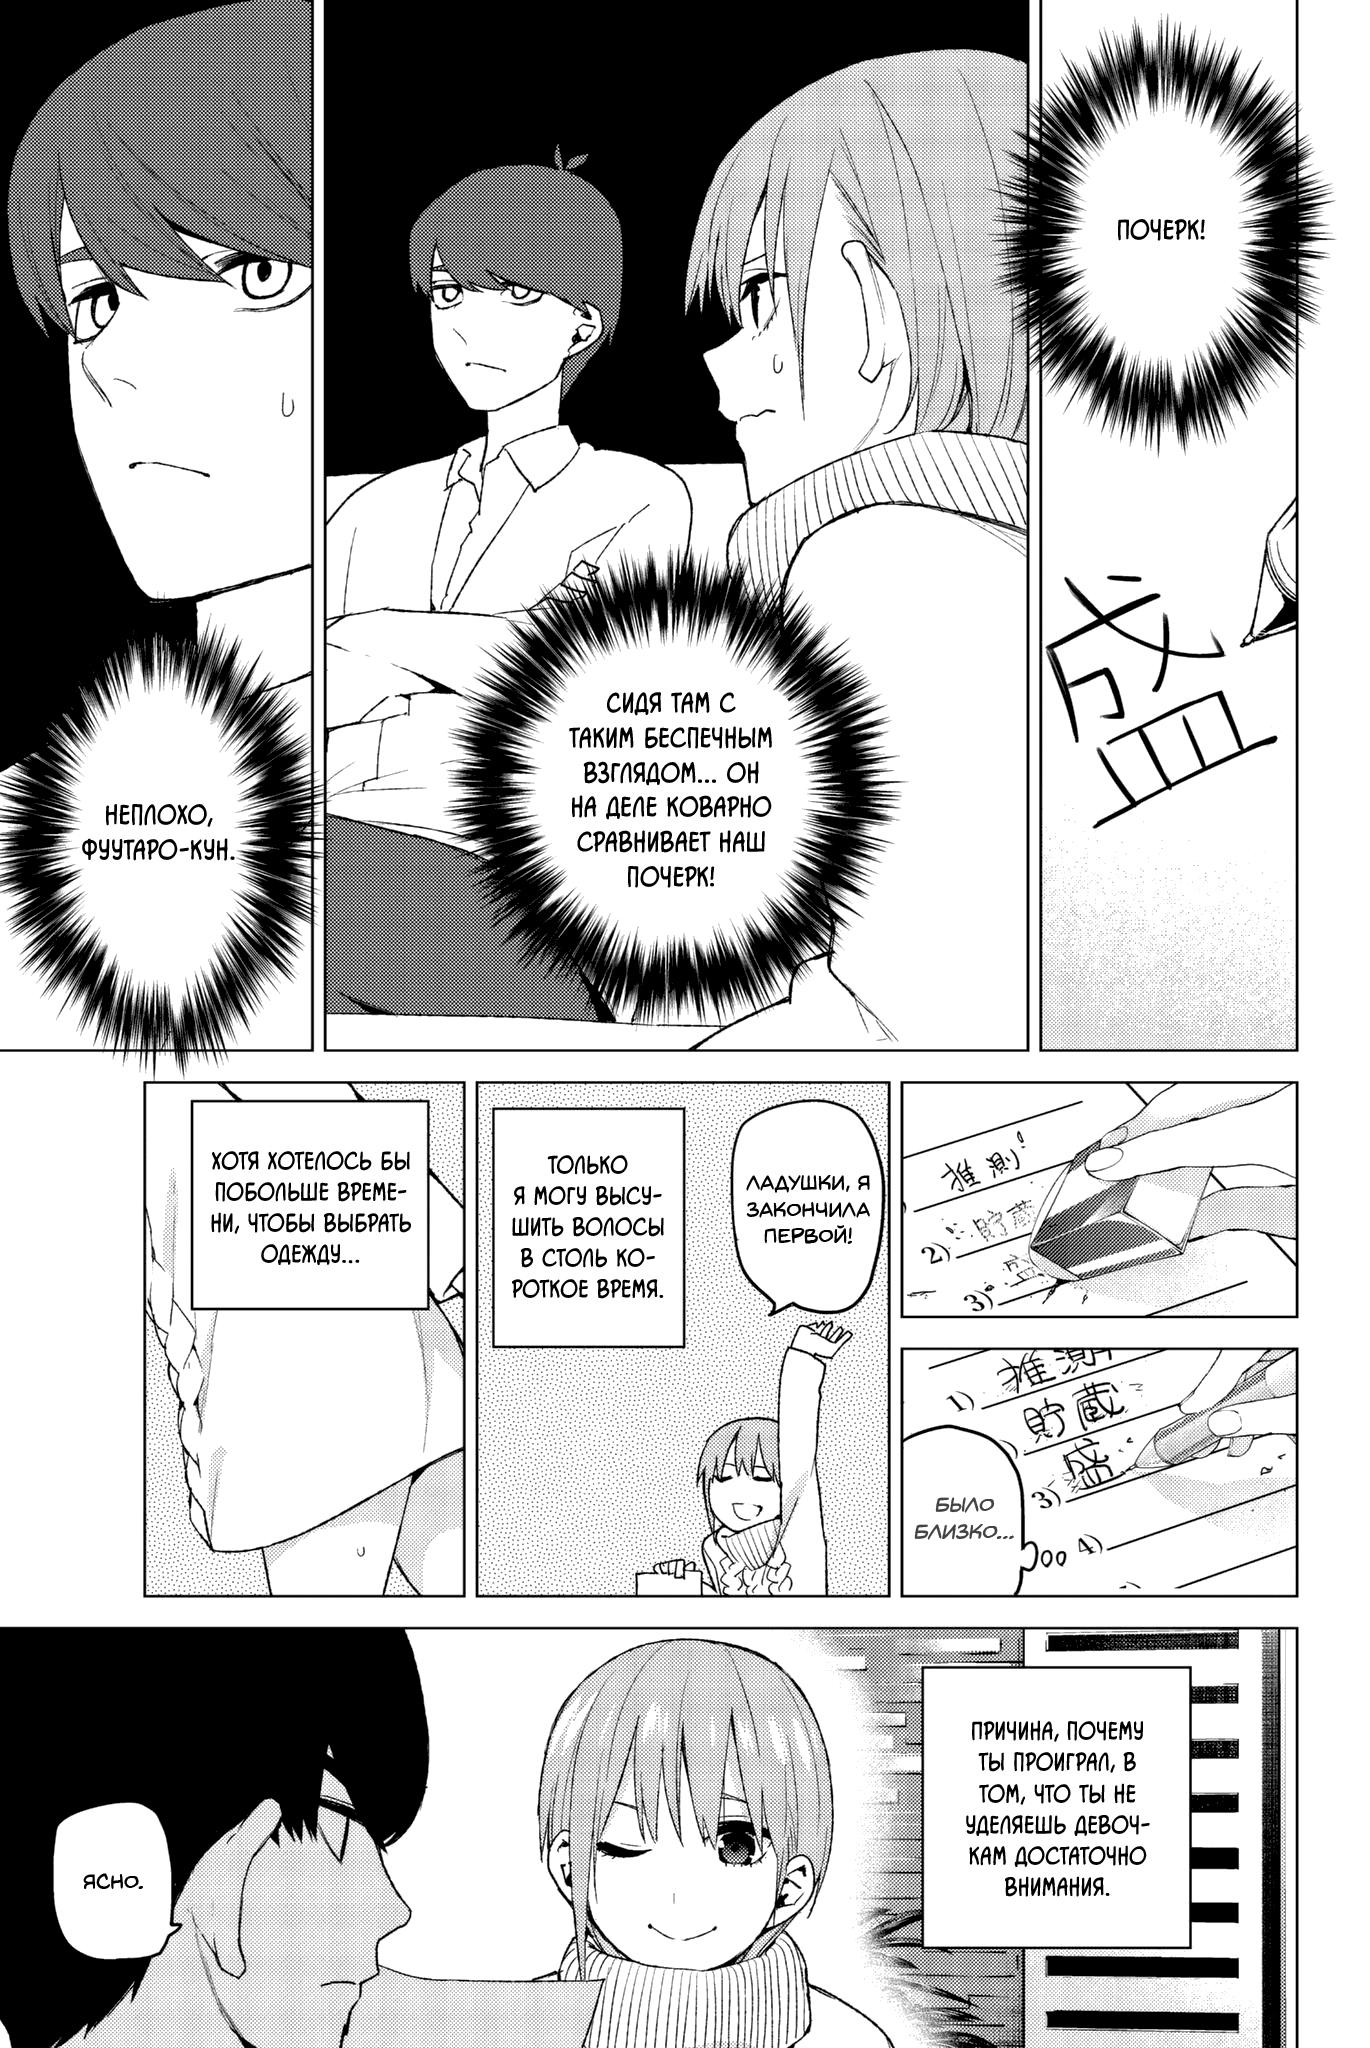 ПОЧЕРК!
盛
СИДЯ ТАМ С
ТАКИМ БЕСПЕЧНЫМ
ВЗГЛЯДОМ... ОН
НА ДЕЛЕ КОВАРНО
СРАВНИВАЕТ НАШ
ПОЧЕРК!
НЕПЛОХО,
ФУУТАРО-КУН.
推測
2) 貯蔵
3) 盛
1) 推測
貯蔵
3) 盛
4)
БЫЛО
БЛИЗКО...
ЛАДУШКИ, Я
ЗАКОНЧИЛА
ПЕРВОЙ!
ТОЛЬКО
Я МОГУ ВЫСУ-
ШИТЬ ВОЛОСЫ
В СТОЛЬ КО-
РОТКОЕ ВРЕМЯ.
ХОТЯ ХОТЕЛОСЬ БЫ
ПОБОЛЬШЕ ВРЕМЕ-
НИ, ЧТОБЫ ВЫБРАТЬ
ОДЕЖДУ...
ПРИЧИНА, ПОЧЕМУ
ТЫ ПРОИГРАЛ, В
ТОМ, ЧТО ТЫ НЕ
УДЕЛЯЕШЬ ДЕВОЧ-
КАМ ДОСТАТОЧНО
ВНИМАНИЯ.
ЯСНО.